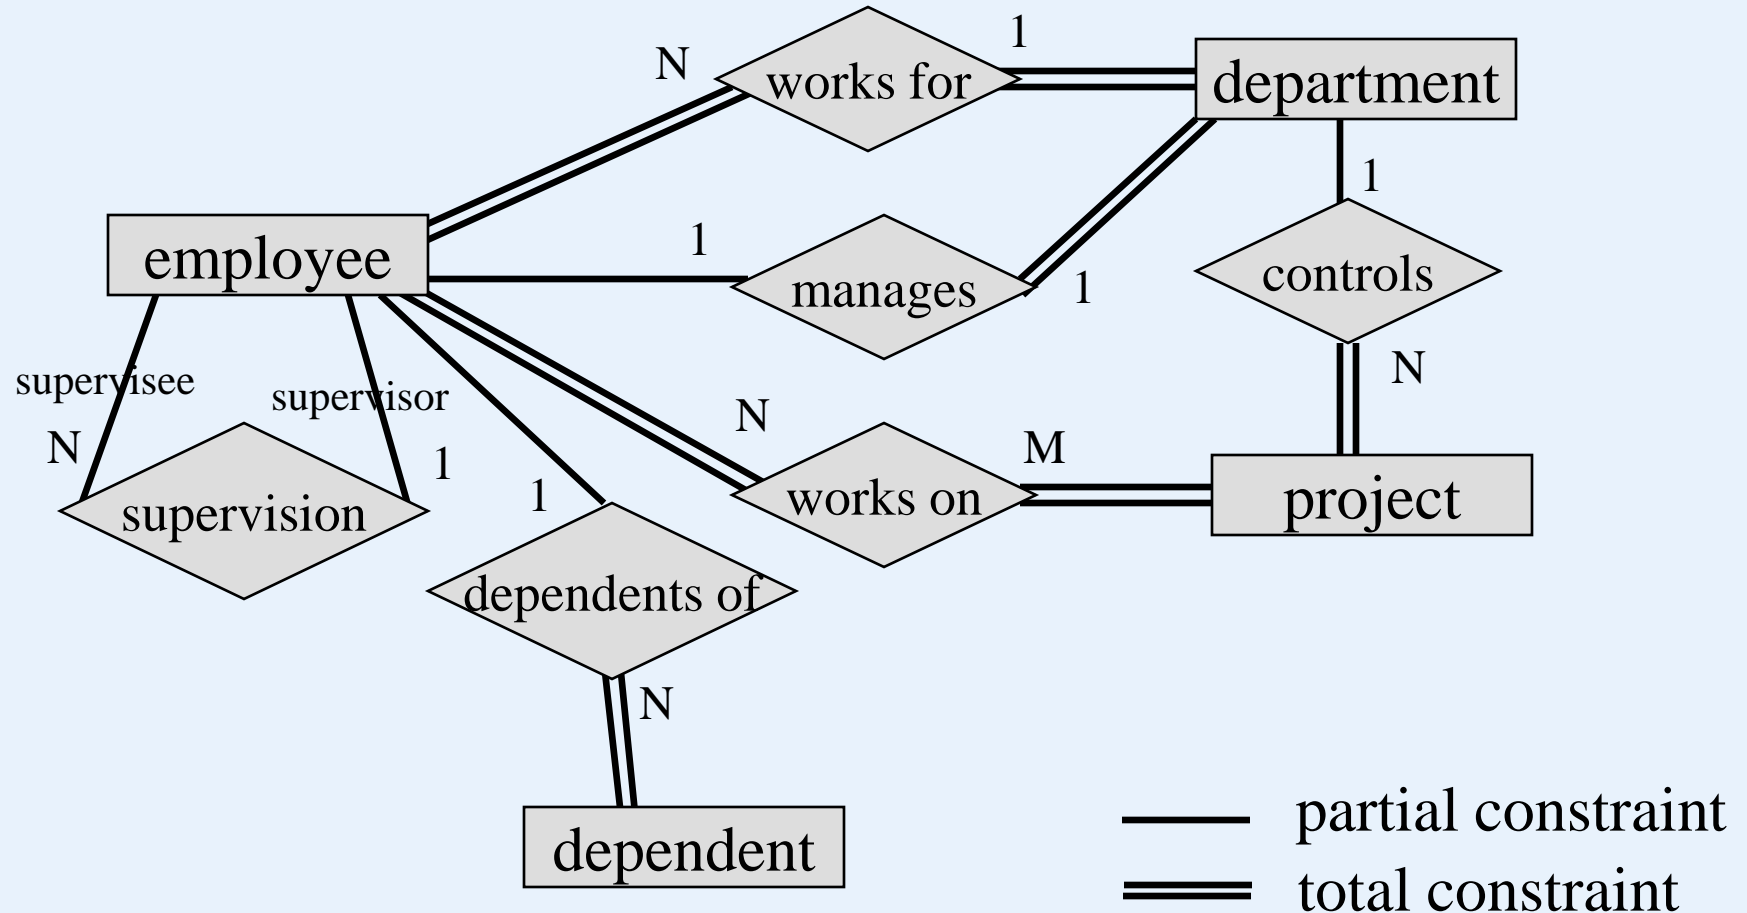 N
works for
1
department
employee
1
manages
1
1
controls
N
supervisee
supervisor
N
1
supervision
1
dependents of
N
works on
M
project
N
dependent
partial constraint
total constraint